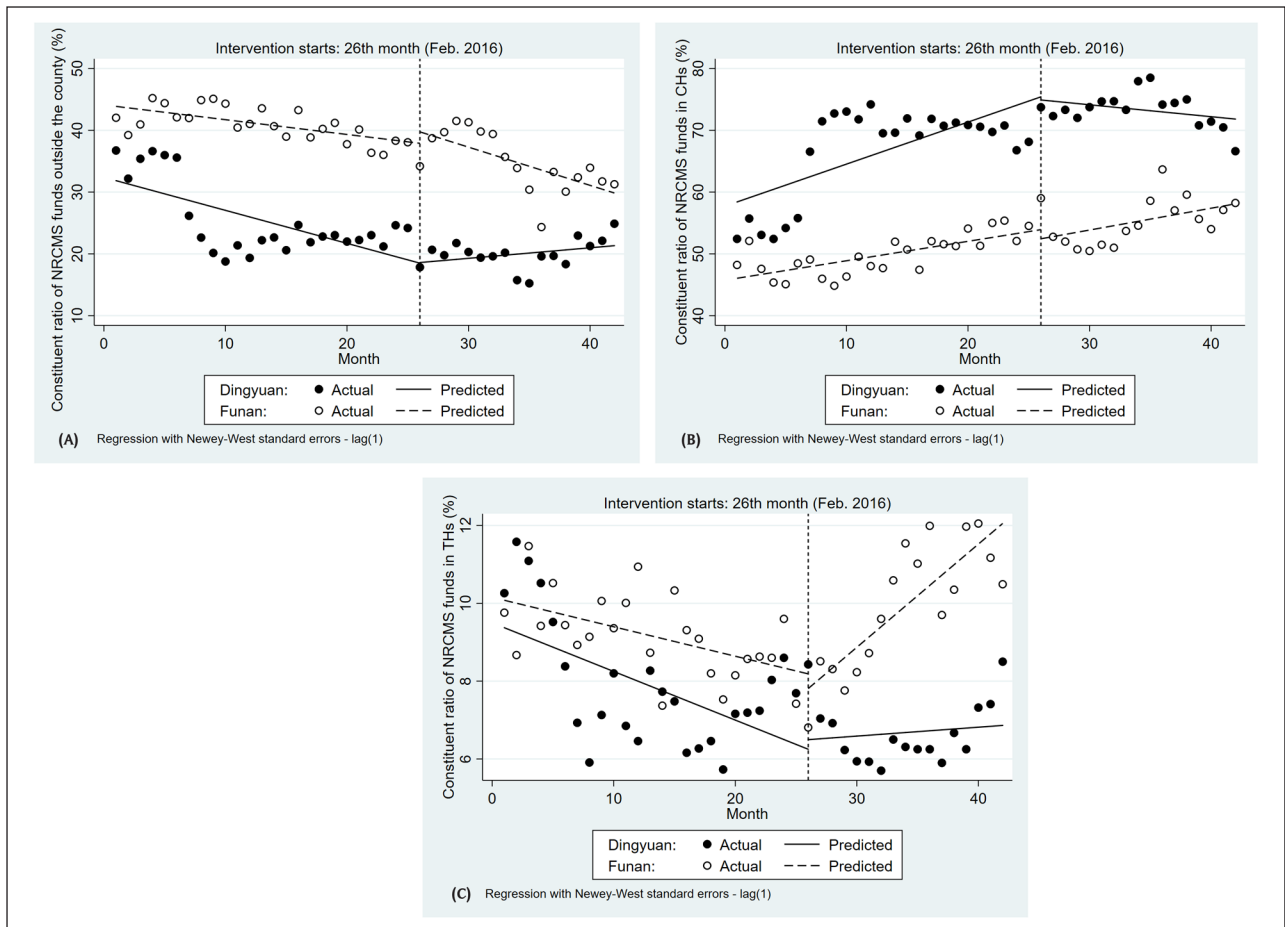 Intervention starts: 26th month (Feb. 2016)
Constituent ratio of NRCMS funds outside the county (%)
50
40
30
20
10
0 10 20 30 40
Month
Dingyuan: Actual Predicted
Funan: Actual Predicted
(A) Regression with Newey-West standard errors - lag(1)
Intervention starts: 26th month (Feb. 2016)
Constituent ratio of NRCMS funds in CHs (%)
80
70
60
50
40
0 10 20 30 40
Month
Dingyuan: Actual Predicted
Funan: Actual Predicted
(B) Regression with Newey-West standard errors - lag(1)
Intervention starts: 26th month (Feb. 2016)
Constituent ratio of NRCMS funds in THs (%)
12
10
8
6
0 10 20 30 40
Month
Dingyuan: Actual Predicted
Funan: Actual Predicted
(C) Regression with Newey-West standard errors - lag(1)